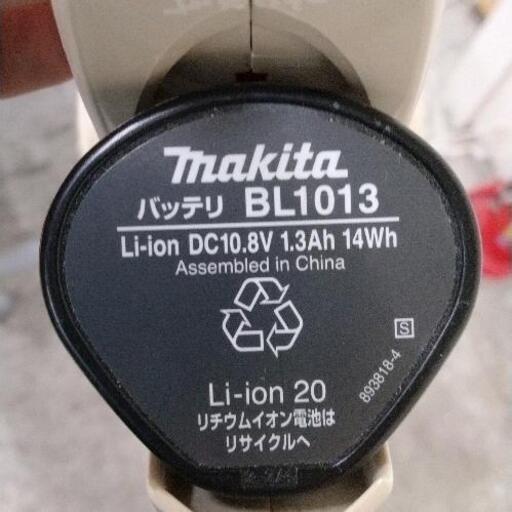 makita
makita
バッテリ BL1013
Li-ion DC10.8V 1.3Ah 14Wh
Assembled in China
S
893818-4
Li-ion 20
リチウムイオン電池は
リサイクルへ